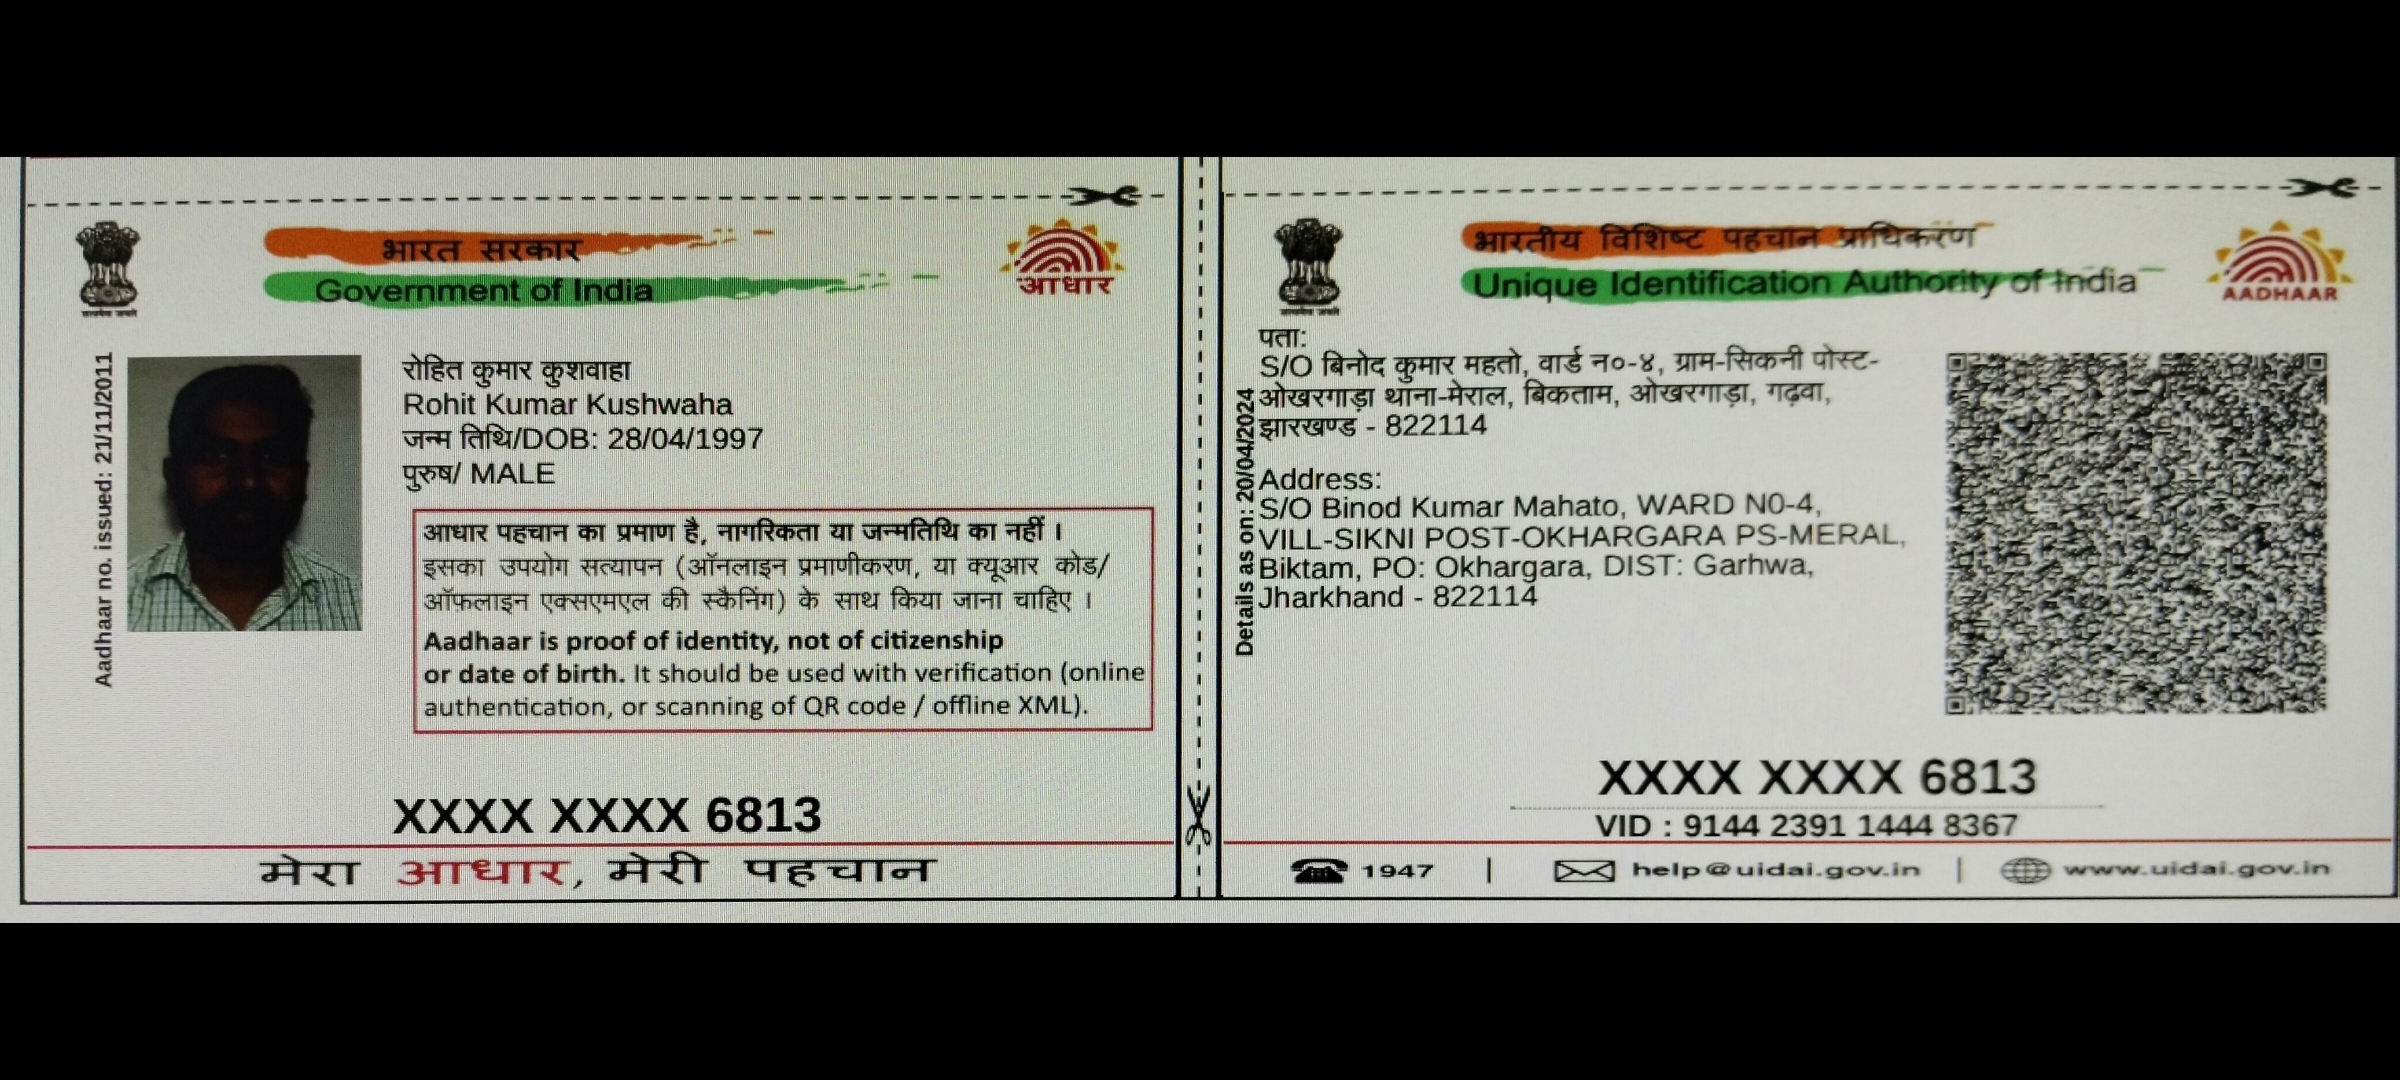 भारत सरकार
Government of India
आधार
Aadhaar no. issued: 21/11/2011
रोहित कुमार कुशवाहा
Rohit Kumar Kushwaha
जन्म तिथि/DOB: 28/04/1997
पुरुष/ MALE
आधार पहचान का प्रमाण है, नागरिकता या जन्मतिथि का नहीं ।
इसका उपयोग सत्यापन (ऑनलाइन प्रमाणीकरण, या क्यूआर कोड/
ऑफलाइन एक्सएमएल की स्कैनिंग) के साथ किया जाना चाहिए ।
Aadhaar is proof of identity, not of citizenship
or date of birth. It should be used with verification (online
authentication, or scanning of QR code / offline XML).
XXXX XXXX 6813
मेरा आधार, मेरी पहचान
भारतीय विशिष्ट पहचान प्राधिकरण
Unique Identification Authority of India
AADHAAR
Details as on: 20/04/2024
पता:
S/O बिनोद कुमार महतो, वार्ड न०-४, ग्राम-सिकनी पोस्ट-
ओखरगाड़ा थाना-मेराल, बिकताम, ओखरगाड़ा, गढ़वा,
झारखण्ड - 822114
Address:
S/O Binod Kumar Mahato, WARD N0-4,
VILL-SIKNI POST-OKHARGARA PS-MERAL,
Biktam, PO: Okhargara, DIST: Garhwa,
Jharkhand - 822114
XXXX XXXX 6813
VID : 9144 2391 1444 8367
1947 | help@uidai.gov.in | www.uidai.gov.in